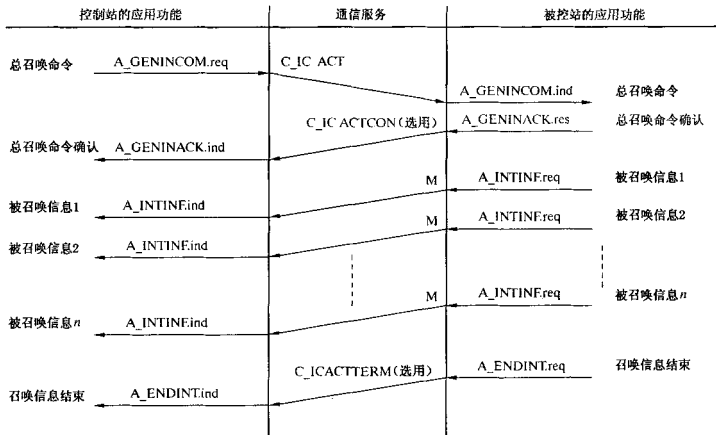 控制站的应用功能 通信服务 被控站的应用功能
总召唤命令 A_GENINCOM.req C_IC ACT
A_GENINCOM.ind 总召唤命令
C_IC ACTCON(选用) A_GENINACK.res 总召唤命令确认
总召唤命令确认 A_GENINACK.ind
M A_INTINF.req 被召唤信息1
被召唤信息1 A_INTINF.ind
M A_INTINF.req 被召唤信息2
被召唤信息2 A_INTINF.ind
M A_INTINF.req 被召唤信息n
被召唤信息n A_INTINF.ind
C_ICACTTERM(选用) A_ENDINT.req 召唤信息结束
召唤信息结束 A_ENDINT.ind